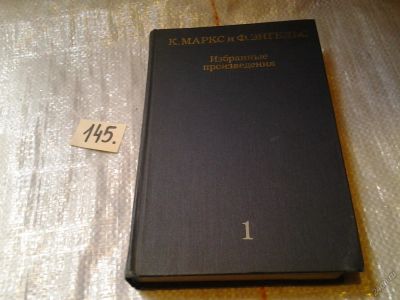 К. МАРКС и Ф. ЭНГЕЛЬС
Избранные
произведения
145.
1